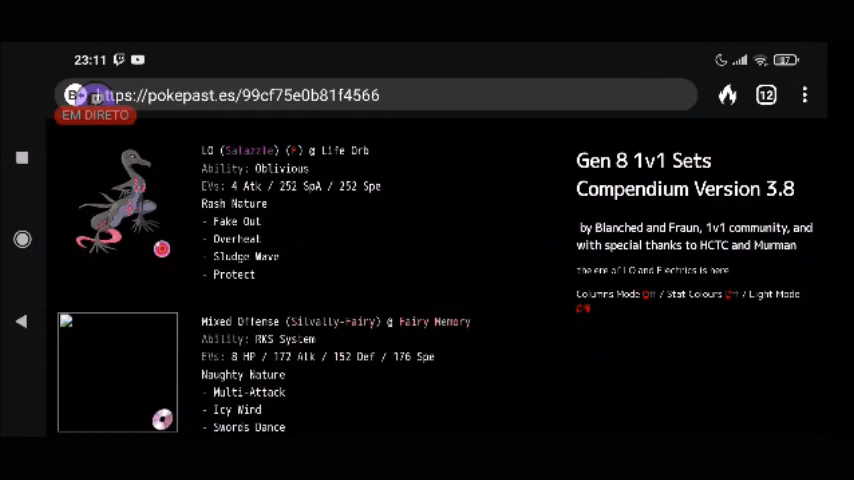 23:11
https://pokepast.es/99cf75e0b81f4566
12
87
EM DIRETO
LO (Salazzle) (F) @ Life Orb
Ability: Oblivious
EVs: 4 Atk / 252 SpA / 252 Spe
Rash Nature
- Fake Out
- Overheat
- Sludge Wave
- Protect
Mixed Offense (Silvally-Fairy) @ Fairy Memory
Ability: RKS System
EVs: 8 HP / 172 Atk / 152 Def / 176 Spe
Naughty Nature
- Multi-Attack
- Icy Wind
- Swords Dance
Gen 8 1v1 Sets
Compendium Version 3.8
by Blanched and Fraun, 1v1 community, and
with special thanks to HCTC and Murman
the era of LO and Electrics is here
Columns Mode Off / Stat Colours Off / Light Mode
Off